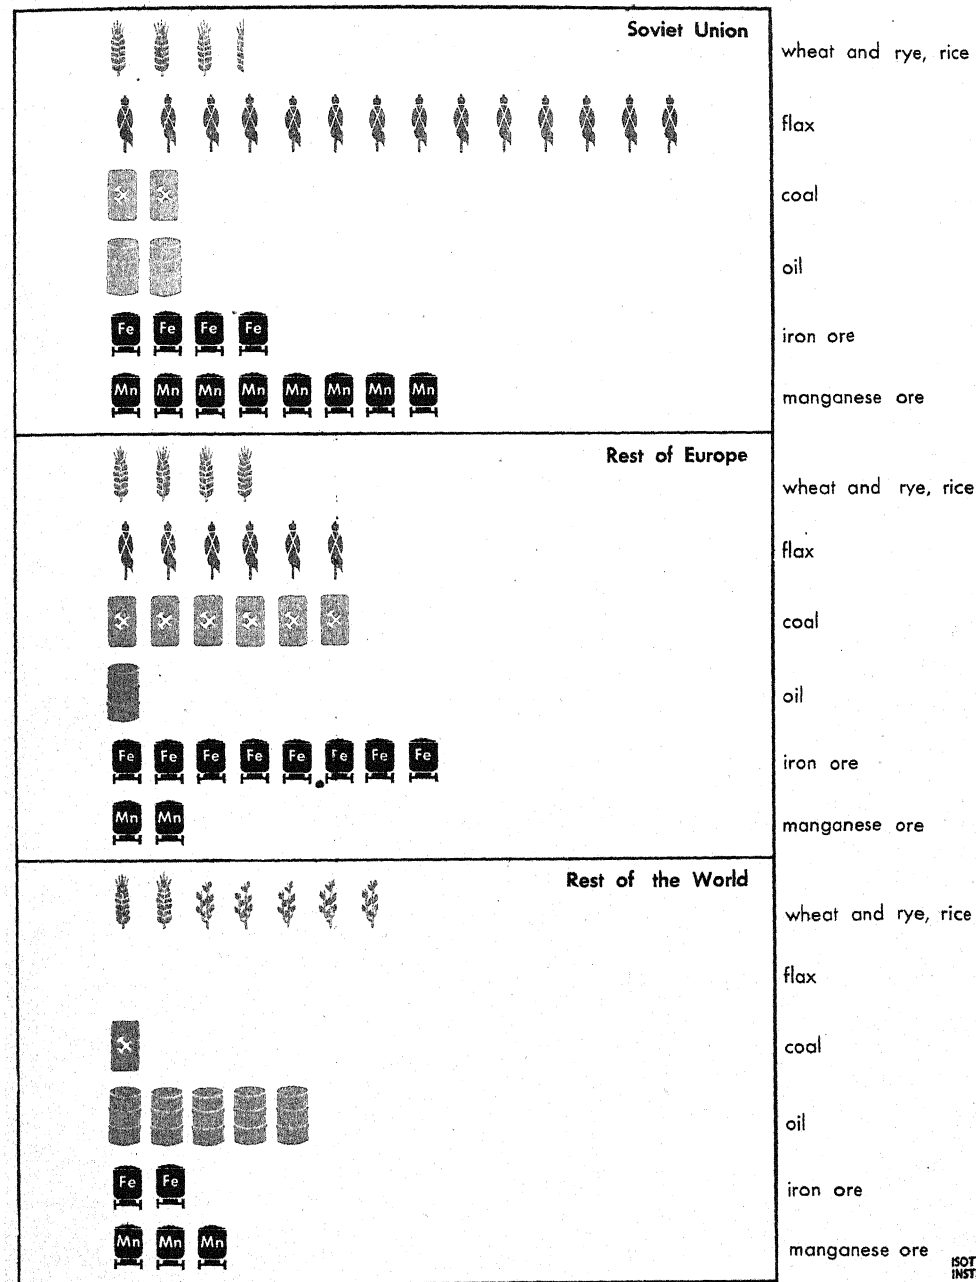 Soviet Union
wheat and rye, rice
flax
coal
oil
Fe Fe Fe Fe
iron ore
Mn Mn Mn Mn Mn Mn Mn Mn
manganese ore
Rest of Europe
wheat and rye, rice
flax
coal
oil
Fe Fe Fe Fe Fe Fe Fe Fe
iron ore
Mn Mn
manganese ore
Rest of the World
wheat and rye, rice
flax
coal
oil
Fe Fe
iron ore
Mn Mn Mn
manganese ore
ISOT
INST